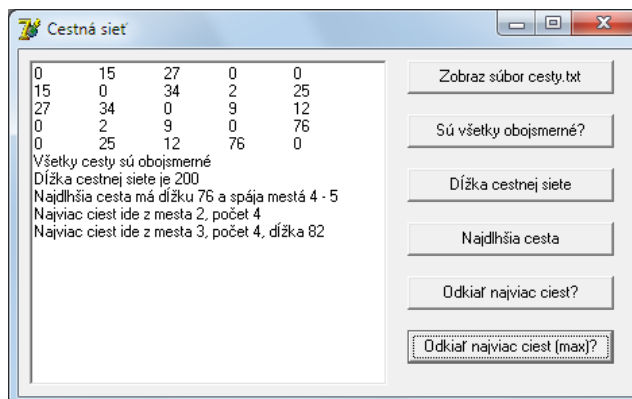 Cestná sieť
0 15 27 0 0
15 0 34 2 25
27 34 0 9 12
0 2 9 0 76
0 25 12 76 0
Všetky cesty sú obojsmerné
Dĺžka cestnej siete je 200
Najdlhšia cesta má dĺžku 76 a spája mestá 4 - 5
Najviac ciest ide z mesta 2, počet 4
Najviac ciest ide z mesta 3, počet 4, dĺžka 82
Zobraz súbor cesty.txt
Sú všetky obojsmerné?
Dĺžka cestnej siete
Najdlhšia cesta
Odkiaľ najviac ciest?
Odkiaľ najviac ciest (max)?